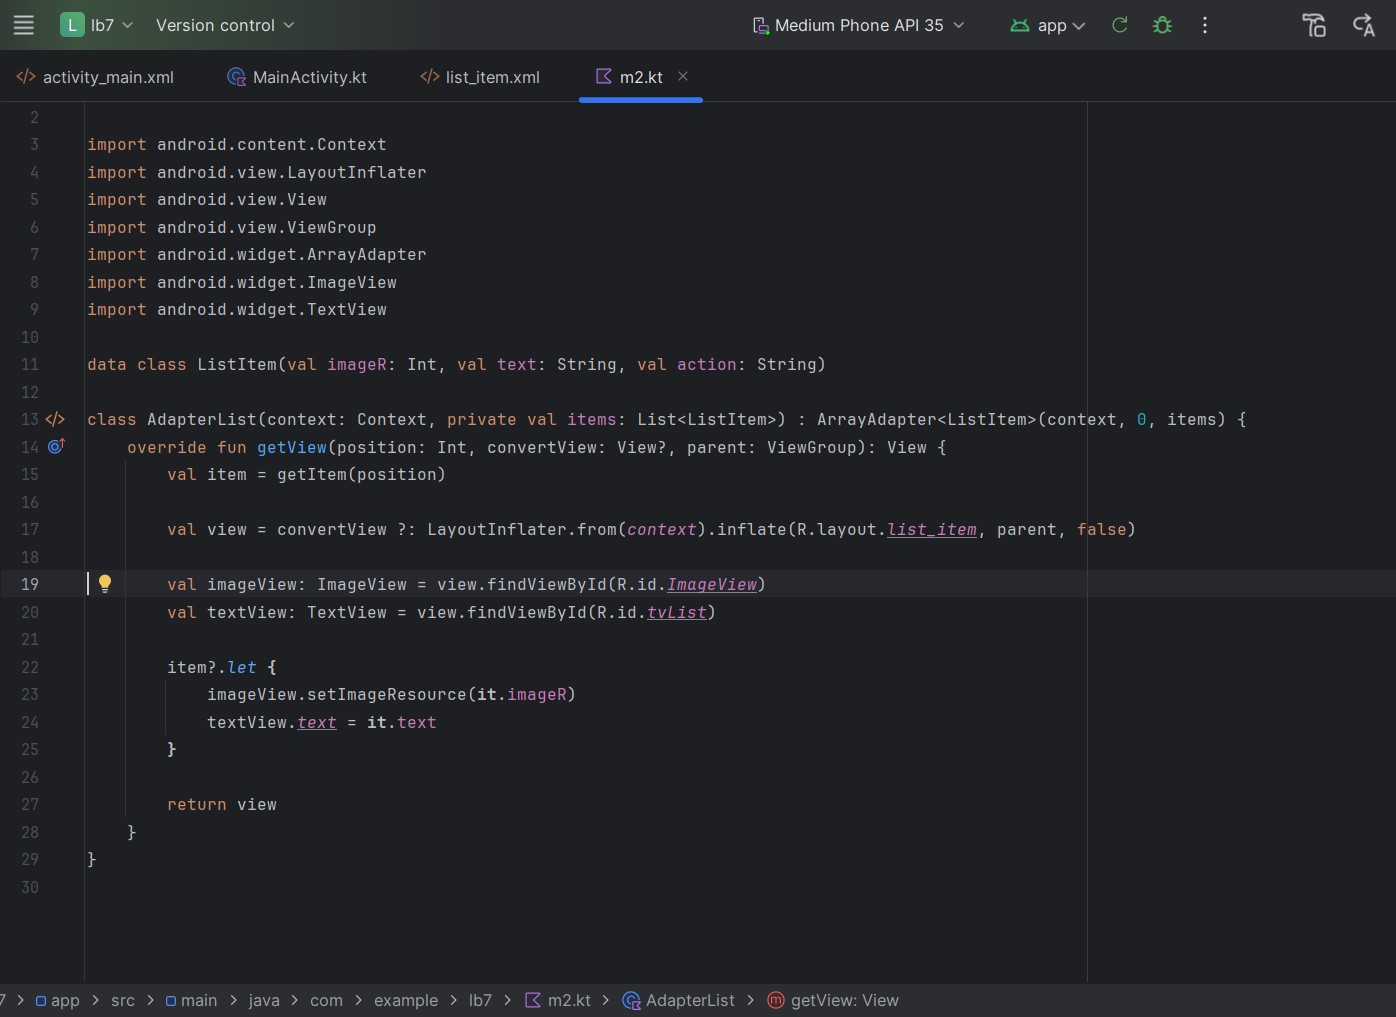 L lb7 Version control Medium Phone API 35 app
activity_main.xml MainActivity.kt list_item.xml m2.kt
2
3 import android.content.Context
4 import android.view.LayoutInflater
5 import android.view.View
6 import android.view.ViewGroup
7 import android.widget.ArrayAdapter
8 import android.widget.ImageView
9 import android.widget.TextView
10
11 data class ListItem(val imageR: Int, val text: String, val action: String)
12
13 class AdapterList(context: Context, private val items: List<ListItem>) : ArrayAdapter<ListItem>(context, 0, items) {
14 override fun getView(position: Int, convertView: View?, parent: ViewGroup): View {
15 val item = getItem(position)
16
17 val view = convertView ?: LayoutInflater.from(context).inflate(R.layout.list_item, parent, false)
18
19 val imageView: ImageView = view.findViewById(R.id.ImageView)
20 val textView: TextView = view.findViewById(R.id.tvList)
21
22 item?.let {
23 imageView.setImageResource(it.imageR)
24 textView.text = it.text
25 }
26
27 return view
28 }
29 }
30
7 > app > src > main > java > com > example > lb7 > m2.kt > AdapterList > getView: View